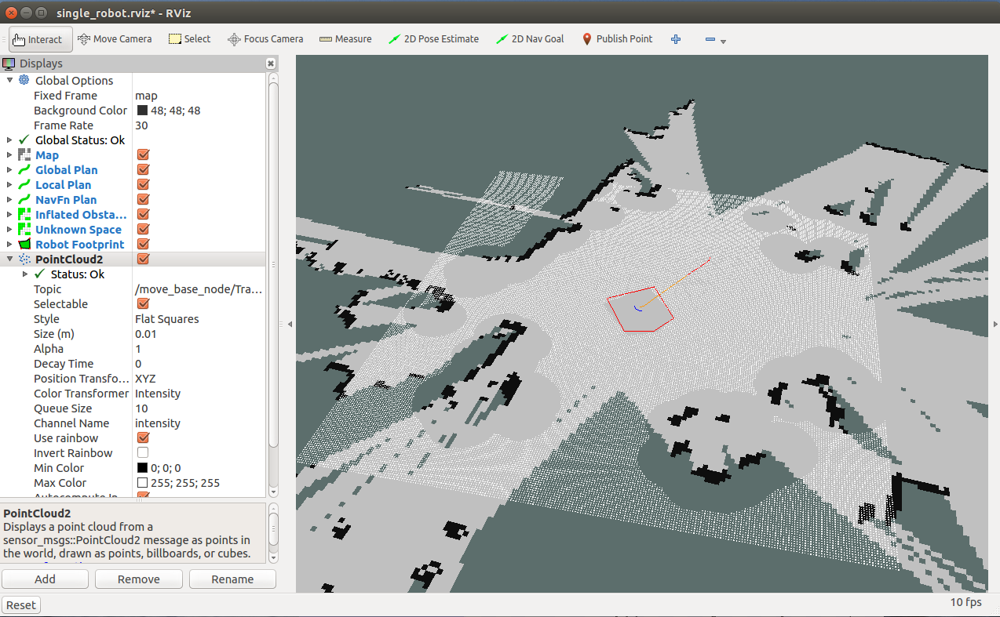 single_robot.rviz* - RViz
Interact Move Camera Select Focus Camera Measure 2D Pose Estimate 2D Nav Goal Publish Point
Displays
Global Options
Fixed Frame map
Background Color 48; 48; 48
Frame Rate 30
Global Status: Ok
Map
Global Plan
Local Plan
NavFn Plan
Inflated Obsta...
Unknown Space
Robot Footprint
PointCloud2
Status: Ok
Topic /move_base_node/Tra...
Selectable
Style Flat Squares
Size (m) 0.01
Alpha 1
Decay Time 0
Position Transfo... XYZ
Color Transformer Intensity
Queue Size 10
Channel Name intensity
Use rainbow
Invert Rainbow
Min Color 0; 0; 0
Max Color 255; 255; 255
PointCloud2
Displays a point cloud from a
sensor_msgs::PointCloud2 message as points in
the world, drawn as points, billboards, or cubes.
Add Remove Rename
Reset 10 fps